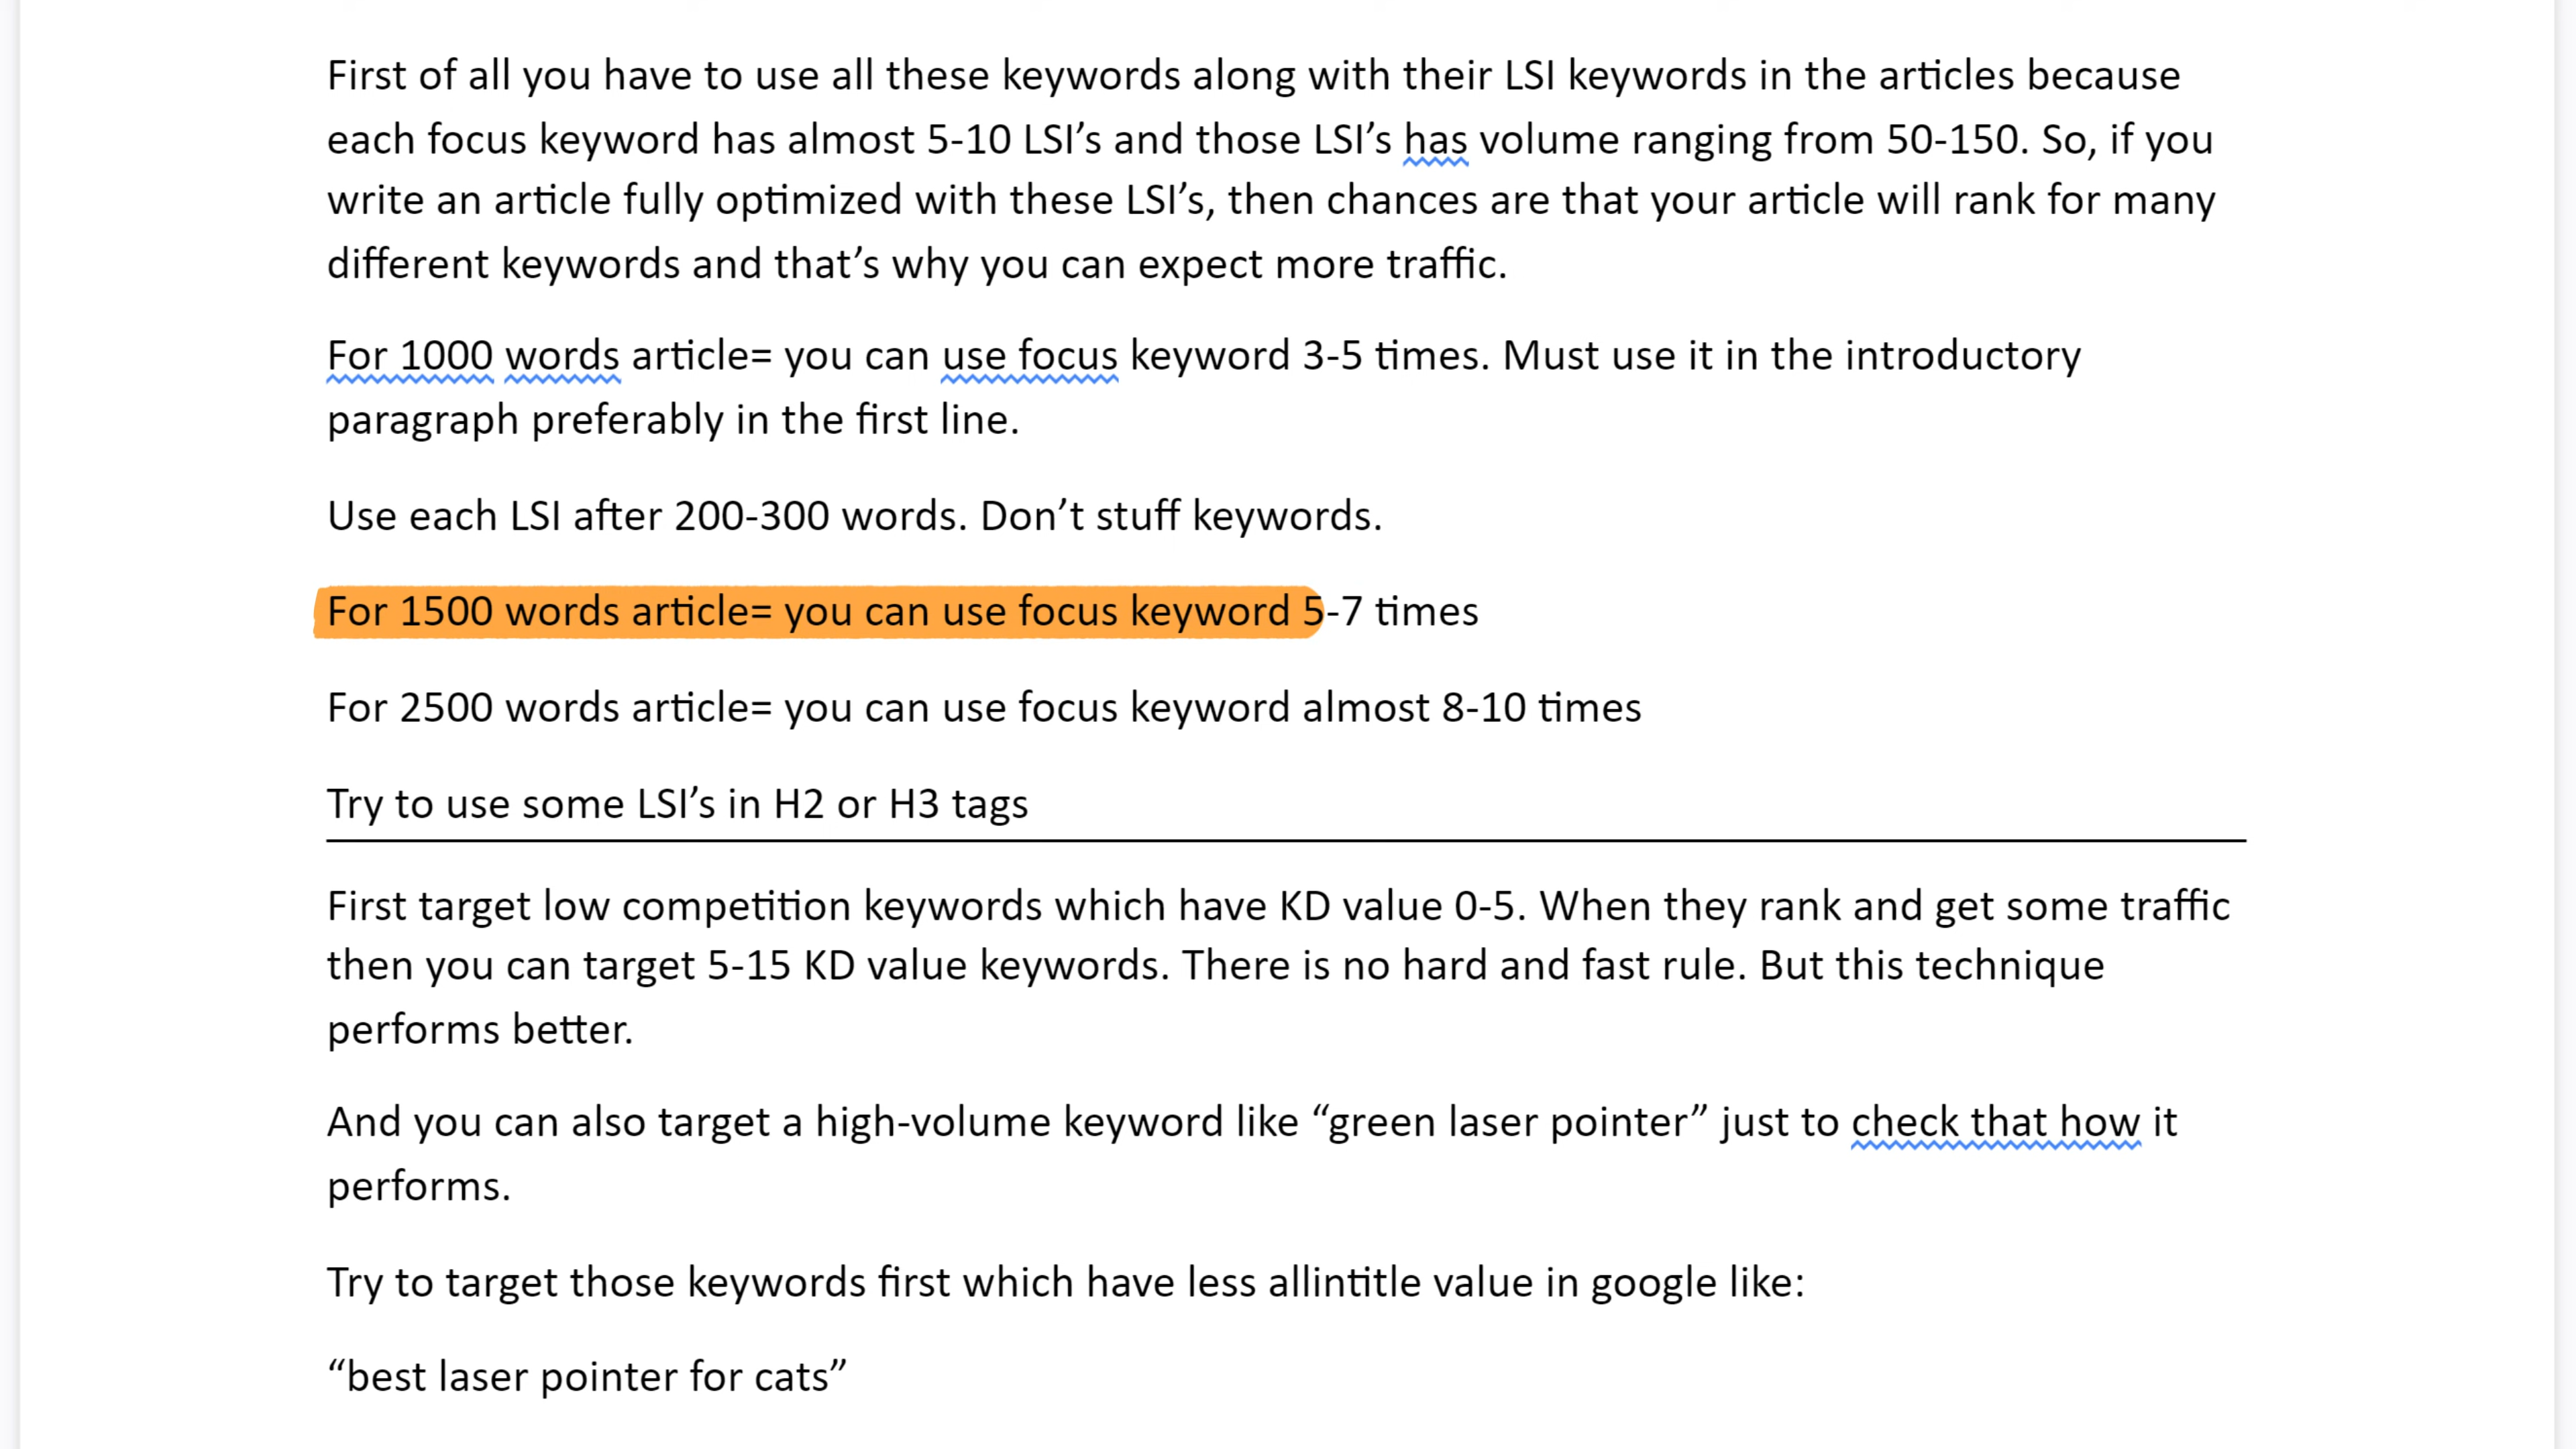 First of all you have to use all these keywords along with their LSI keywords in the articles because
each focus keyword has almost 5-10 LSI’s and those LSI’s has volume ranging from 50-150. So, if you
write an article fully optimized with these LSI’s, then chances are that your article will rank for many
different keywords and that’s why you can expect more traffic.
For 1000 words article= you can use focus keyword 3-5 times. Must use it in the introductory
paragraph preferably in the first line.
Use each LSI after 200-300 words. Don’t stuff keywords.
For 1500 words article= you can use focus keyword 5-7 times
For 2500 words article= you can use focus keyword almost 8-10 times
Try to use some LSI’s in H2 or H3 tags
First target low competition keywords which have KD value 0-5. When they rank and get some traffic
then you can target 5-15 KD value keywords. There is no hard and fast rule. But this technique
performs better.
And you can also target a high-volume keyword like “green laser pointer” just to check that how it
performs.
Try to target those keywords first which have less allintitle value in google like:
“best laser pointer for cats”